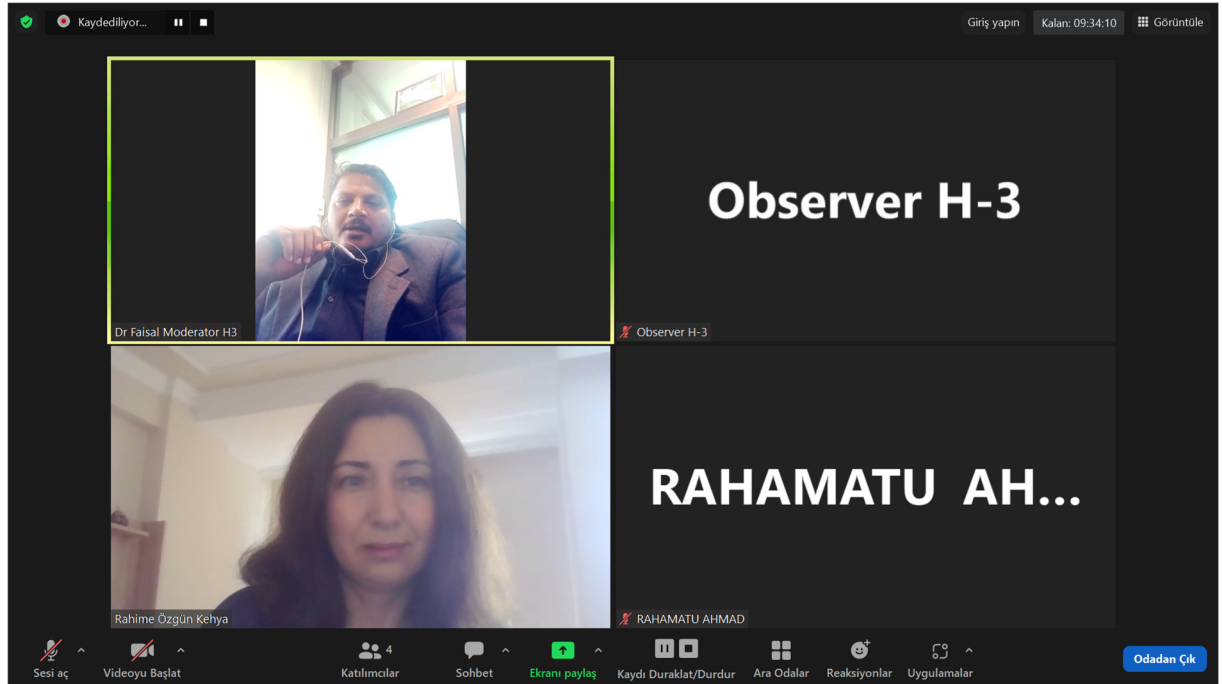 Kaydediliyor...
Giriş yapın
Kalan: 09:34:10
Görüntüle
Dr Faisal Moderator H3
Observer H-3
Observer H-3
Rahime Özgün Kehya
RAHAMATU AH...
RAHAMATU AHMAD
Sesi aç
Videoyu Başlat
4
Katılımcılar
Sohbet
Ekranı paylaş
Kaydı Duraklat/Durdur
Ara Odalar
Reaksiyonlar
Uygulamalar
Odadan Çık